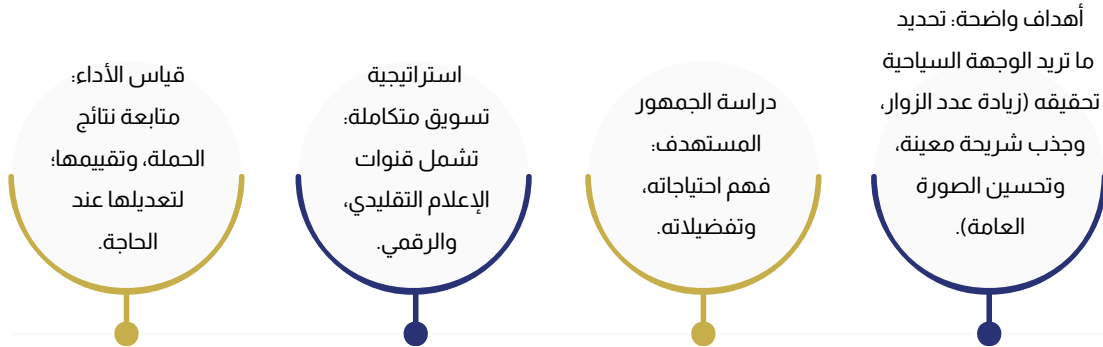 أهداف واضحة: تحديد
ما تريد الوجهة السياحية
تحقيقه (زيادة عدد الزوار،
وجذب شريحة معينة،
وتحسين الصورة
العامة).
دراسة الجمهور
المستهدف:
فهم احتياجاته،
وتفضيلاته.
استراتيجية
تسويق متكاملة:
تشمل قنوات
الإعلام التقليدي،
والرقمي.
قياس الأداء:
متابعة نتائج
الحملة، وتقييمها؛
لتعديلها عند
الحاجة.